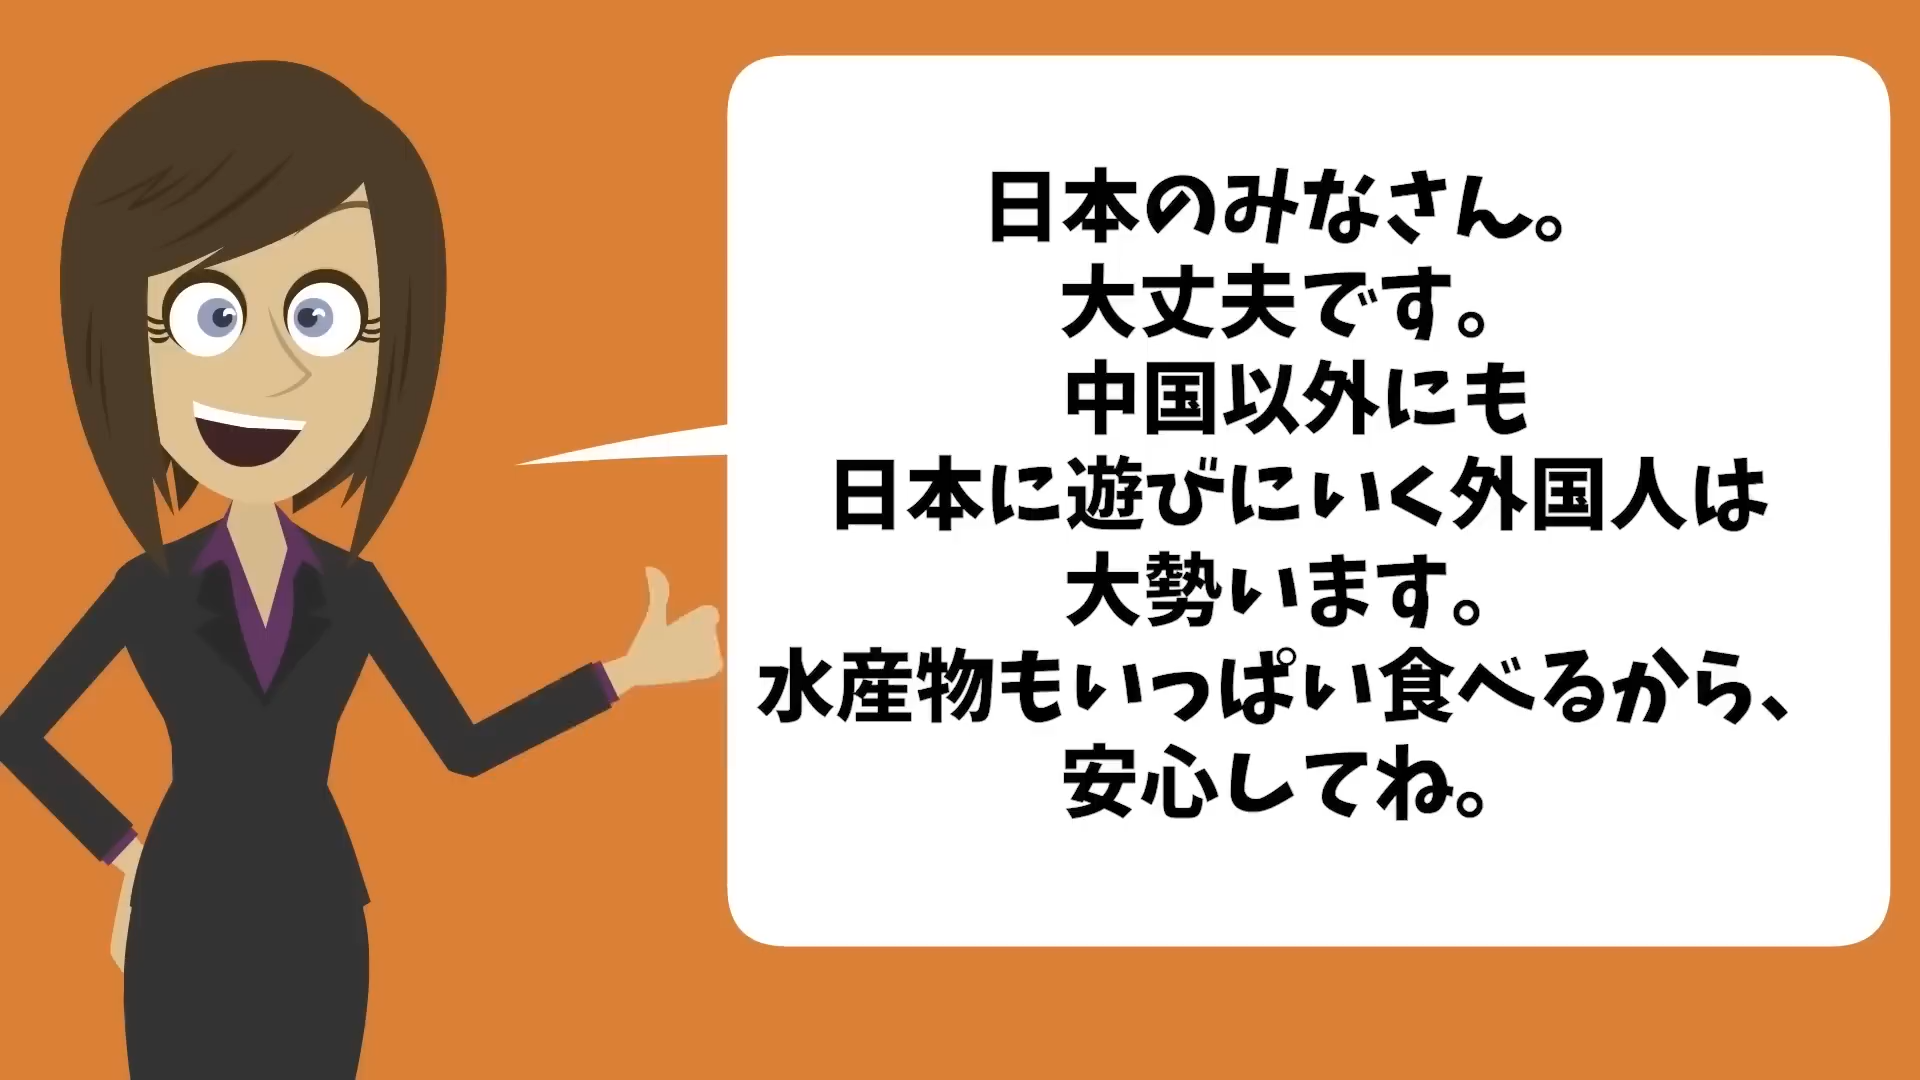 日本のみなさん。
大丈夫です。
中国以外にも
日本に遊びにいく外国人は
大勢います。
水産物もいっぱい食べるから、
安心してね。